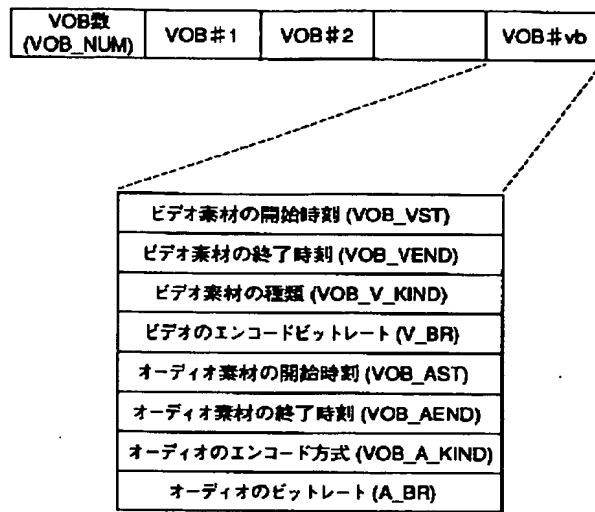 VOB数
(VOB_NUM)
VOB#1
VOB#2
VOB#vb
ビデオ素材の開始時刻 (VOB_VST)
ビデオ素材の終了時刻 (VOB_VEND)
ビデオ素材の種類 (VOB_V_KIND)
ビデオのエンコードビットレート (V_BR)
オーディオ素材の開始時刻 (VOB_AST)
オーディオ素材の終了時刻 (VOB_AEND)
オーディオのエンコード方式 (VOB_A_KIND)
オーディオのビットレート (A_BR)